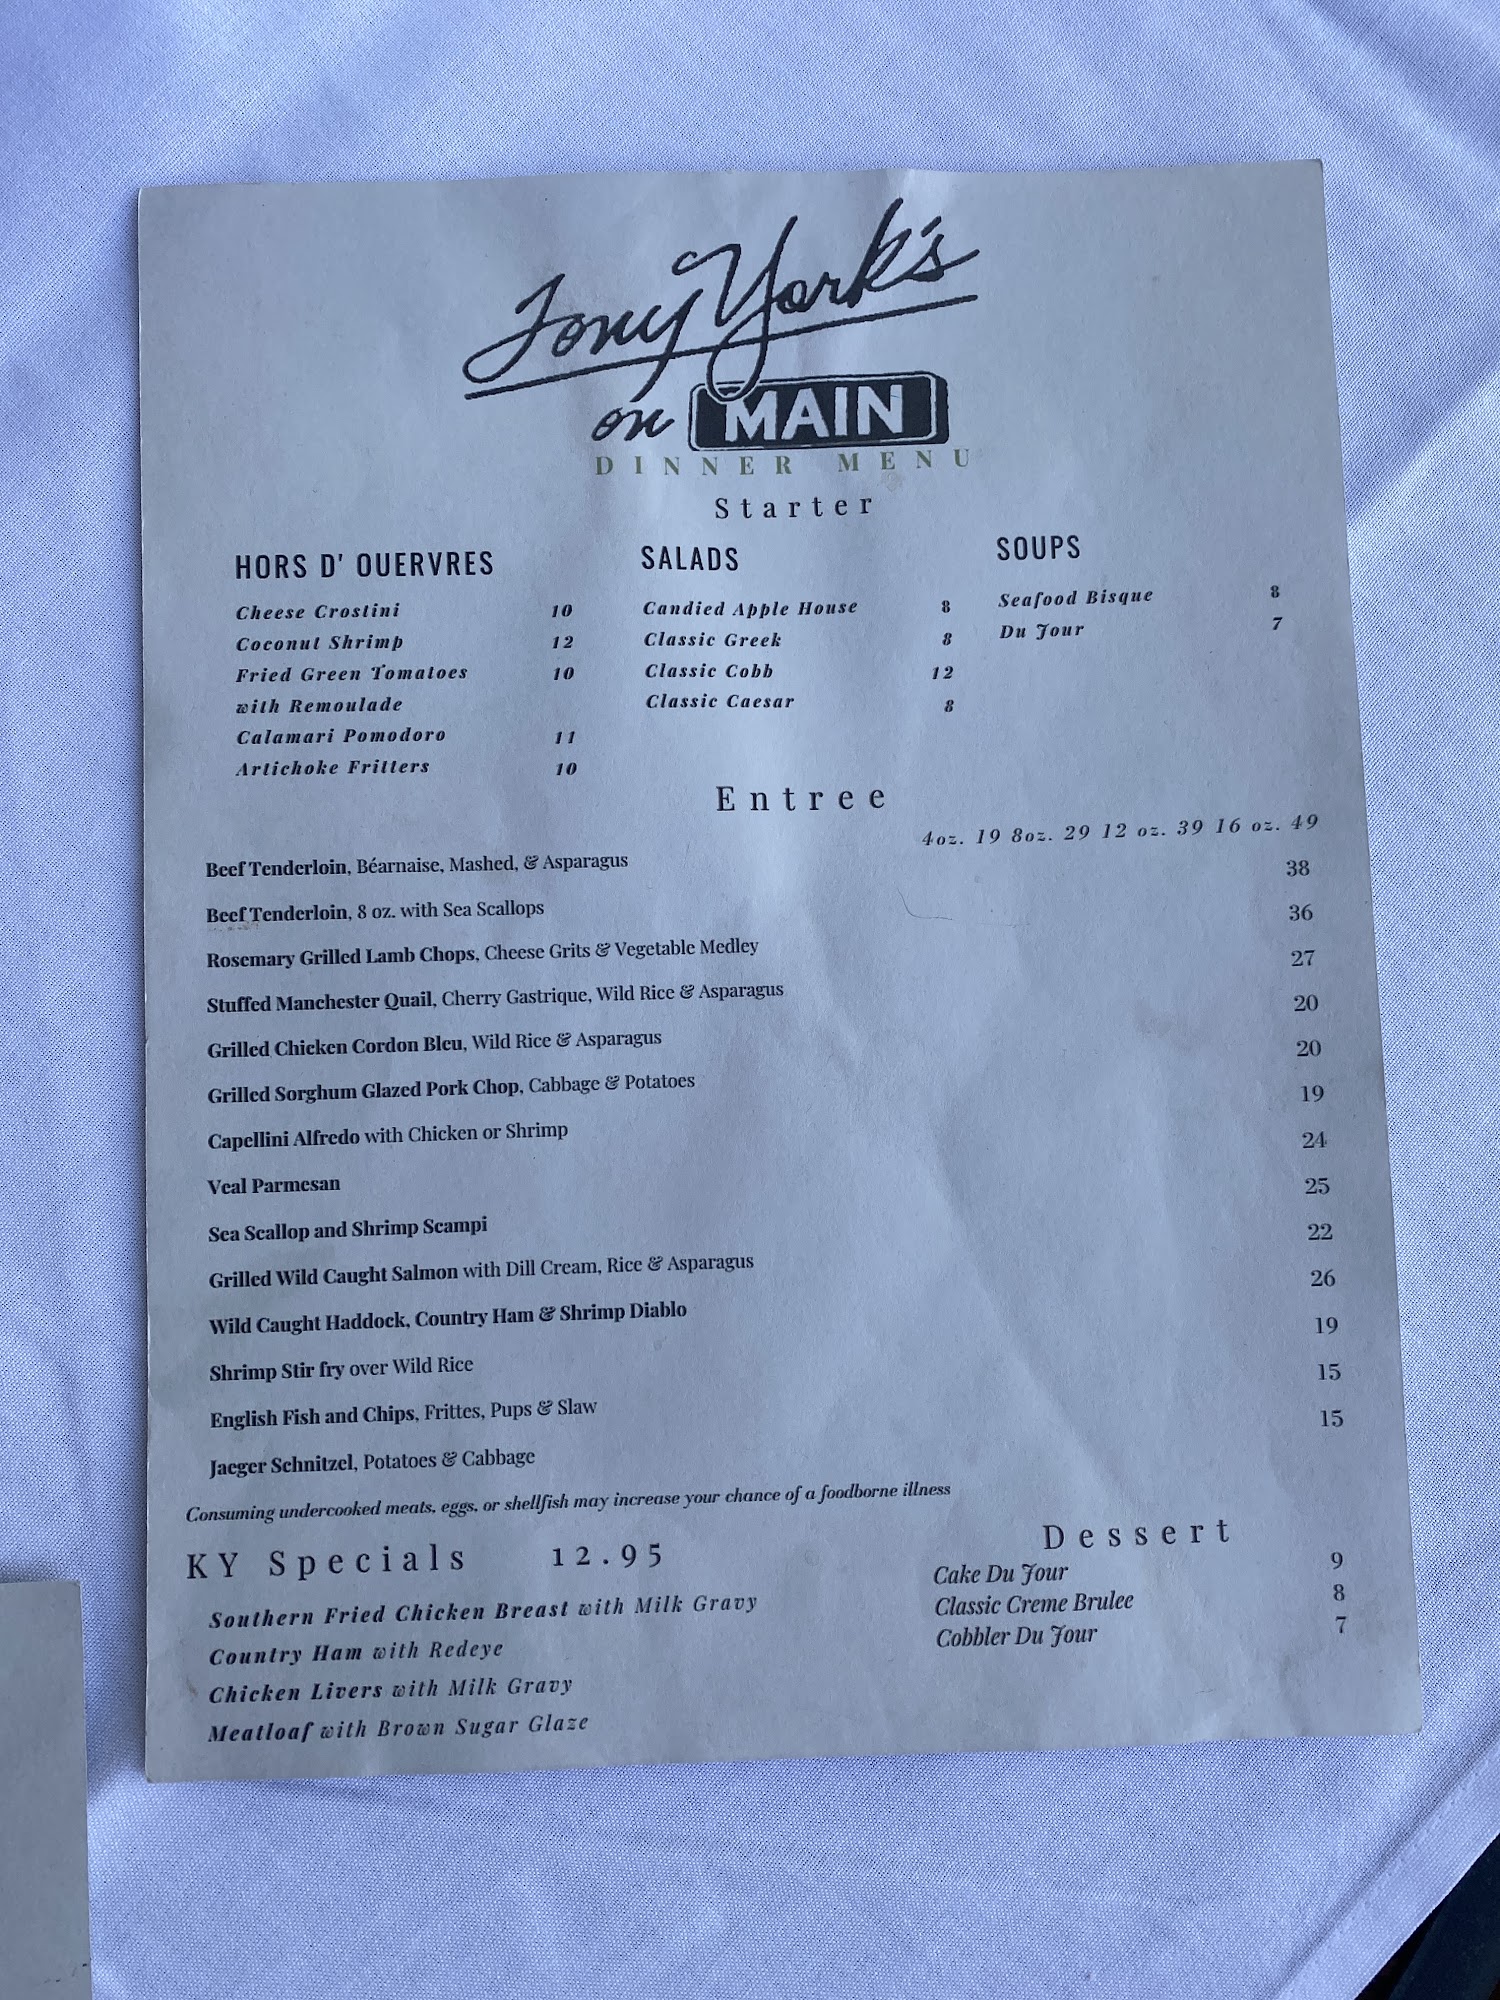 Tony York's
on MAIN
DINNER MENU
Starter
HORS D' OUERVRES
Cheese Crostini 10
Coconut Shrimp 12
Fried Green Tomatoes 10
with Remoulade
Calamari Pomodoro 11
Artichoke Fritters 10
SALADS
Candied Apple House 8
Classic Greek 8
Classic Cobb 12
Classic Caesar 8
SOUPS
Seafood Bisque 8
Du Jour 7
Entree
Beef Tenderloin, Béarnaise, Mashed, & Asparagus 4oz. 19 8oz. 29 12 oz. 39 16 oz. 49
Beef Tenderloin, 8 oz. with Sea Scallops 38
Rosemary Grilled Lamb Chops, Cheese Grits & Vegetable Medley 36
Stuffed Manchester Quail, Cherry Gastrique, Wild Rice & Asparagus 27
Grilled Chicken Cordon Bleu, Wild Rice & Asparagus 20
Grilled Sorghum Glazed Pork Chop, Cabbage & Potatoes 20
Capellini Alfredo with Chicken or Shrimp 19
Veal Parmesan 24
Sea Scallop and Shrimp Scampi 25
Grilled Wild Caught Salmon with Dill Cream, Rice & Asparagus 22
Wild Caught Haddock, Country Ham & Shrimp Diablo 26
Shrimp Stir fry over Wild Rice 19
English Fish and Chips, Frittes, Pups & Slaw 15
Jaeger Schnitzel, Potatoes & Cabbage 15
Consuming undercooked meats, eggs, or shellfish may increase your chance of a foodborne illness
KY Specials 12.95
Southern Fried Chicken Breast with Milk Gravy
Country Ham with Redeye
Chicken Livers with Milk Gravy
Meatloaf with Brown Sugar Glaze
Dessert
Cake Du Jour 9
Classic Creme Brulee 8
Cobbler Du Jour 7